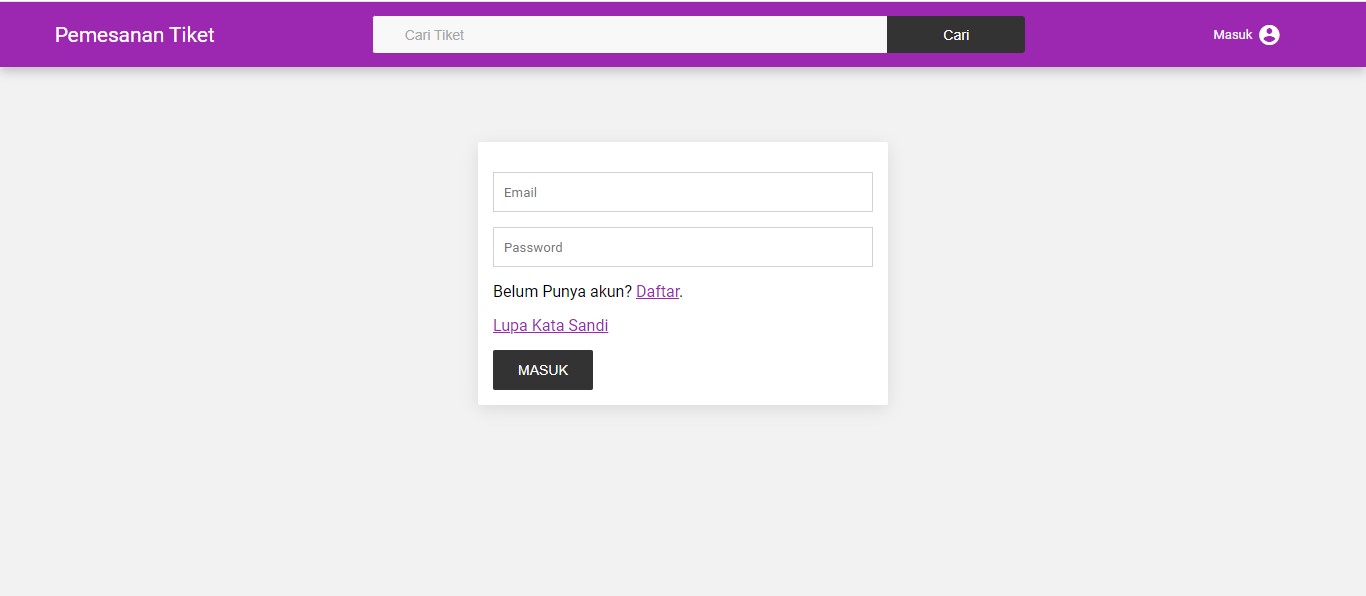 Pemesanan Tiket
Cari Tiket
Cari
Masuk
Email
Password
Belum Punya akun? Daftar.
Lupa Kata Sandi
MASUK